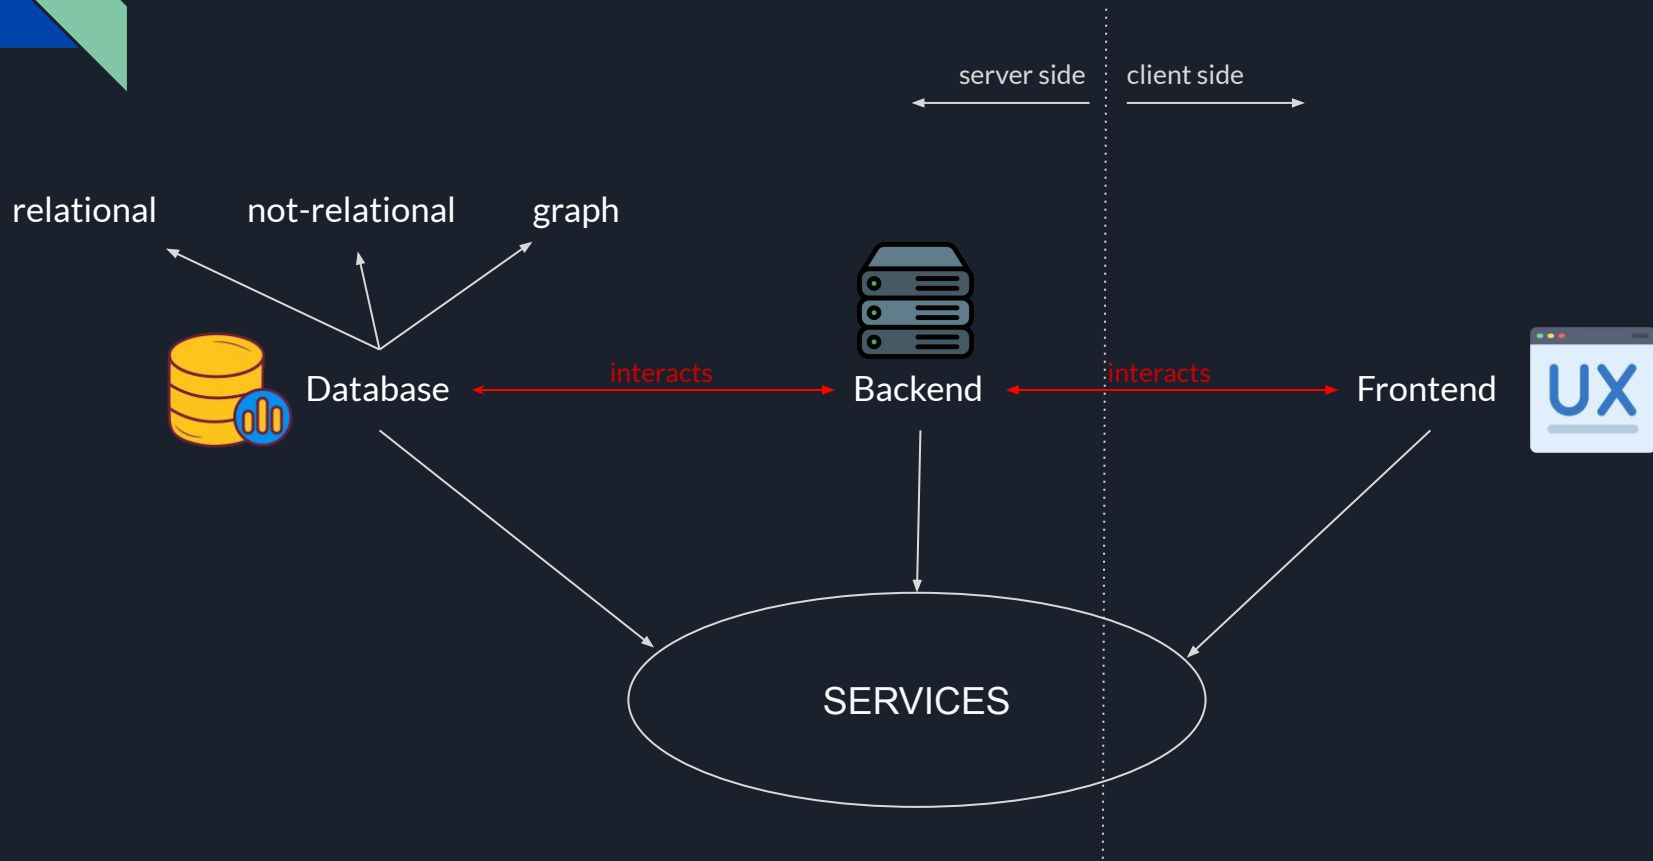 server side
client side
relational
not-relational
graph
Database
interacts
Backend
interacts
Frontend
UX
SERVICES